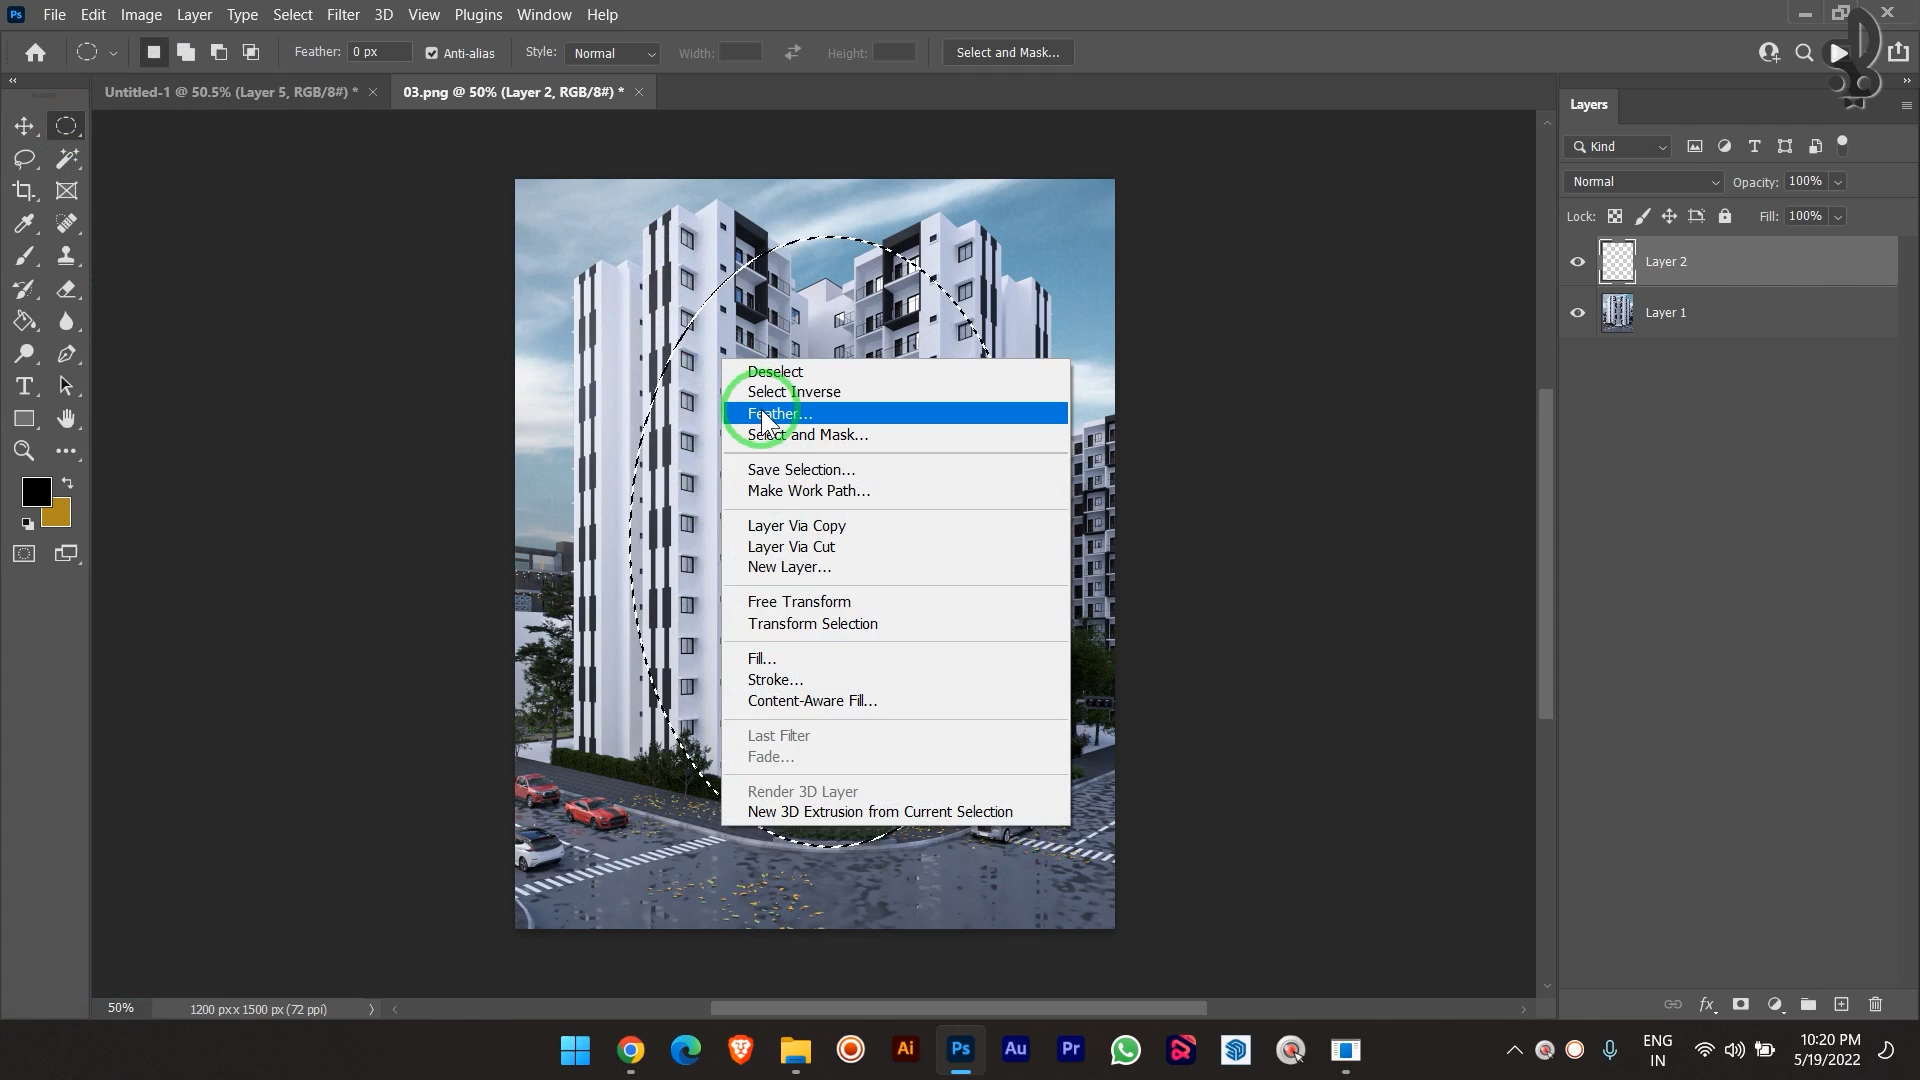 Ps File Edit Image Layer Type Select Filter 3D View Plugins Window Help
Feather: 0 px Anti-alias Style: Normal Width: Height: Select and Mask...
Untitled-1 @ 50.5% (Layer 5, RGB/8#) * 03.png @ 50% (Layer 2, RGB/8#) *
Layers
Kind
Normal Opacity: 100%
Lock: Fill: 100%
Layer 2
Layer 1
Deselect
Select Inverse
Feather...
Select and Mask...
Save Selection...
Make Work Path...
Layer Via Copy
Layer Via Cut
New Layer...
Free Transform
Transform Selection
Fill...
Stroke...
Content-Aware Fill...
Last Filter
Fade...
Render 3D Layer
New 3D Extrusion from Current Selection
50% 1200 px x 1500 px (72 ppi)
Ai Ps Au Pr
ENG
IN
10:20 PM
5/19/2022